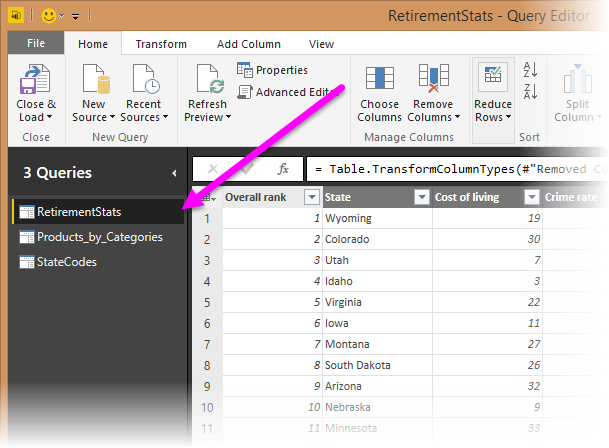 RetirementStats - Query Editor
File Home Transform Add Column View
Close & Load New Source Recent Sources Refresh Preview Properties Advanced Choose Columns Remove Columns Reduce Rows Split Column
Close New Query Manage Columns Sort
3 Queries
RetirementStats
Products_by_Categories
StateCodes
fx = Table.TransformColumnTypes(#"Removed Co
Overall rank State Cost of living Crime rate
1 1 Wyoming 19
2 2 Colorado 30
3 3 Utah 7
4 4 Idaho 3
5 5 Virginia 22
6 6 Iowa 11
7 7 Montana 27
8 8 South Dakota 26
9 9 Arizona 32
10 10 Nebraska 9
11 11 Minnesota 33